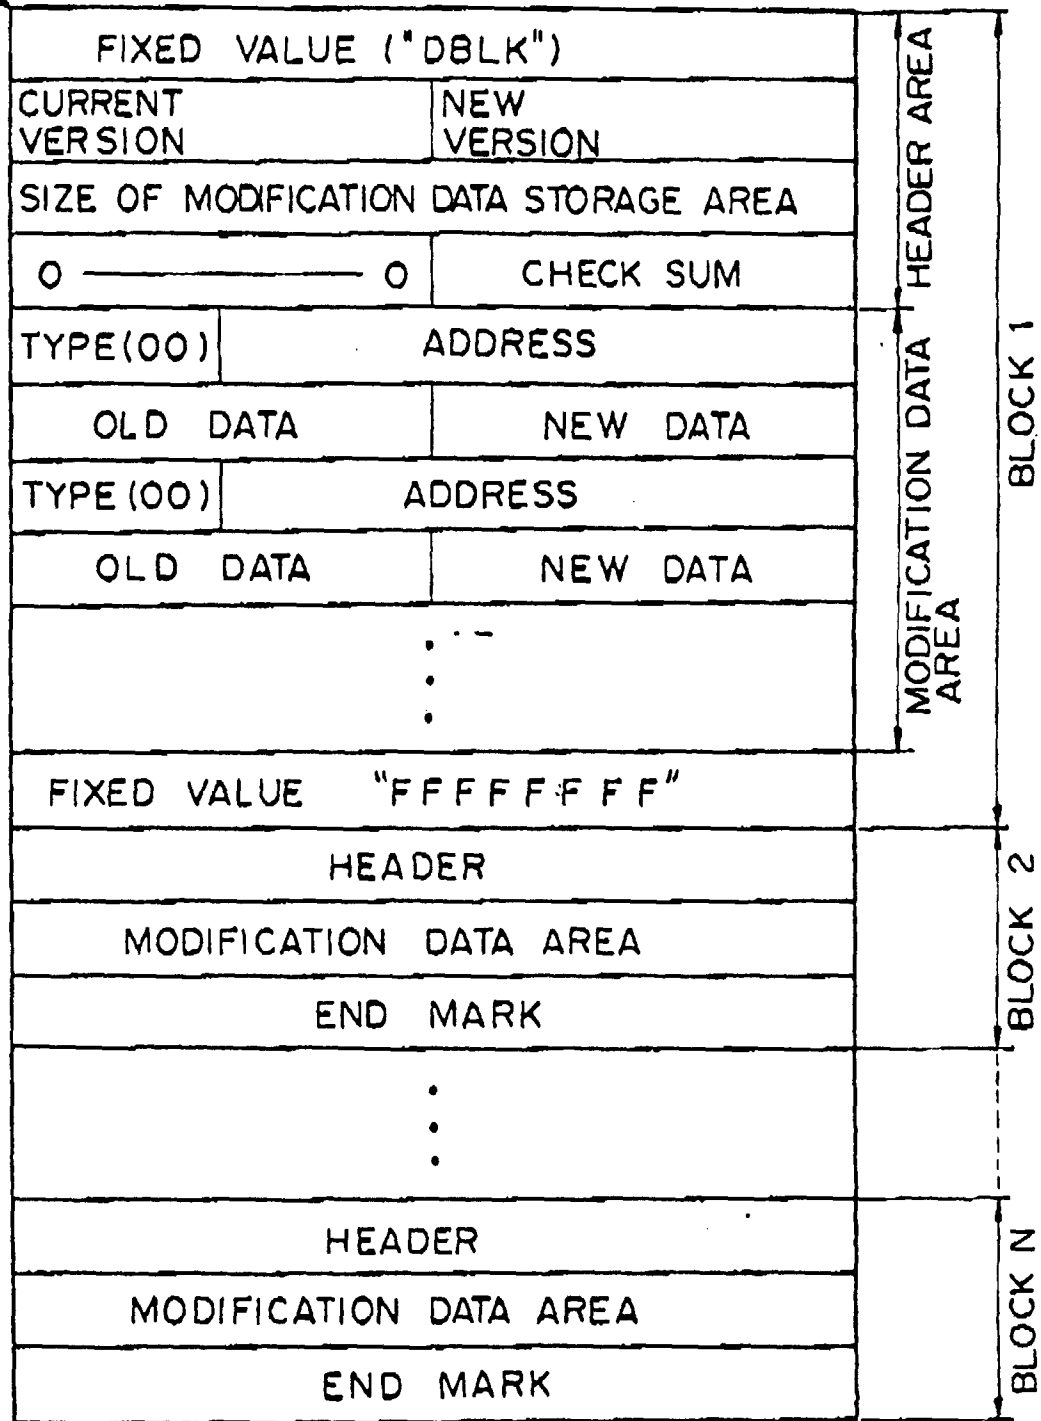 FIXED VALUE ("DBLK")
CURRENT VERSION
NEW VERSION
SIZE OF MODIFICATION DATA STORAGE AREA
0 ——— 0
CHECK SUM
TYPE(00)
ADDRESS
OLD DATA
NEW DATA
TYPE(00)
ADDRESS
OLD DATA
NEW DATA
FIXED VALUE "FFFFFFFF"
HEADER AREA
MODIFICATION DATA AREA
BLOCK 1
HEADER
MODIFICATION DATA AREA
END MARK
BLOCK 2
HEADER
MODIFICATION DATA AREA
END MARK
BLOCK N